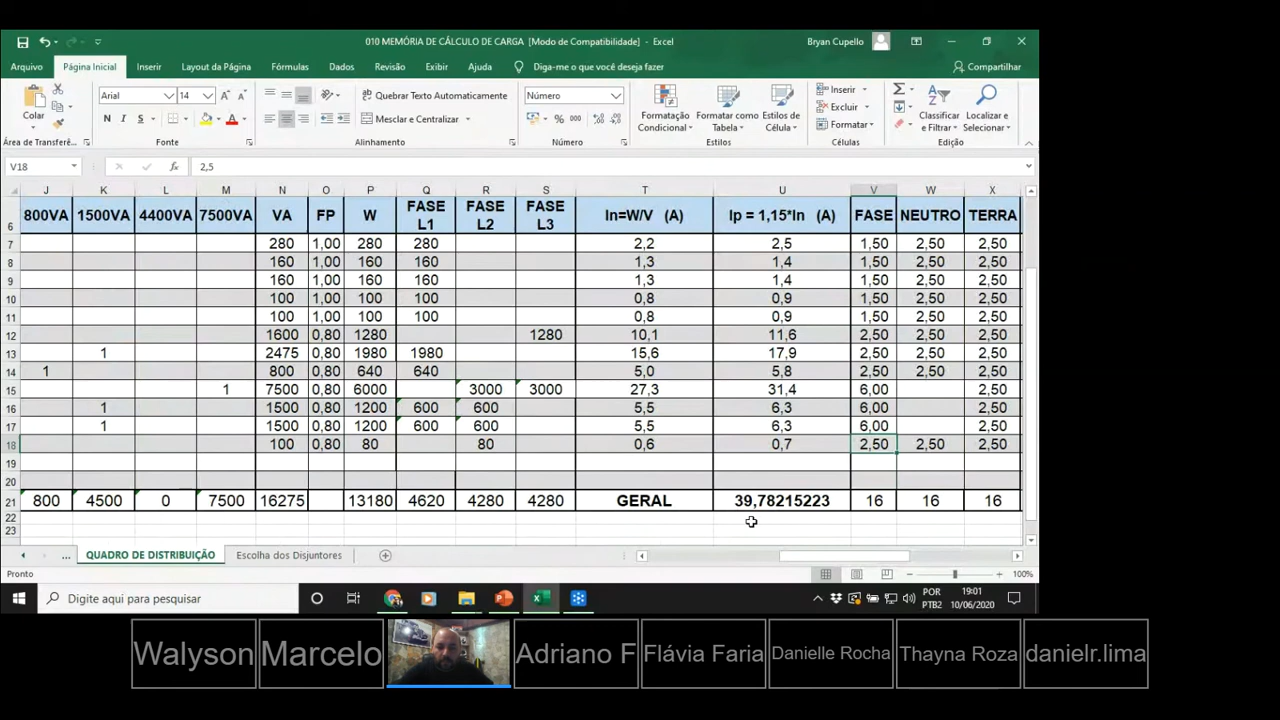 010 MEMÓRIA DE CÁLCULO DE CARGA [Modo de Compatibilidade] - Excel
Bryan Cupello
Arquivo Página Inicial Inserir Layout da Página Fórmulas Dados Revisão Exibir Ajuda Diga-me o que você deseja fazer Compartilhar
Colar
Arial 14
N I S
Quebrar Texto Automaticamente
Mesclar e Centralizar
Número
% 000
Formatação Condicional
Formatar como Tabela
Estilos de Célula
Inserir
Excluir
Formatar
Classificar e Filtrar
Localizar e Selecionar
Área de Transferê... Fonte Alinhamento Número Estilos Células Edição
V18 fx 2,5
J K L M N O P Q R S T U V W X
6 800VA 1500VA 4400VA 7500VA VA FP W FASE L1 FASE L2 FASE L3 In=W/V (A) Ip = 1,15*In (A) FASE NEUTRO TERRA
7 280 1,00 280 280 2,2 2,5 1,50 2,50 2,50
8 160 1,00 160 160 1,3 1,4 1,50 2,50 2,50
9 160 1,00 160 160 1,3 1,4 1,50 2,50 2,50
10 100 1,00 100 100 0,8 0,9 1,50 2,50 2,50
11 100 1,00 100 100 0,8 0,9 1,50 2,50 2,50
12 1600 0,80 1280 1280 10,1 11,6 2,50 2,50 2,50
13 1 2475 0,80 1980 1980 15,6 17,9 2,50 2,50 2,50
14 1 800 0,80 640 640 5,0 5,8 2,50 2,50 2,50
15 1 7500 0,80 6000 3000 3000 27,3 31,4 6,00 2,50
16 1 1500 0,80 1200 600 600 5,5 6,3 6,00 2,50
17 1 1500 0,80 1200 600 600 5,5 6,3 6,00 2,50
18 100 0,80 80 80 0,6 0,7 2,50 2,50 2,50
19
20
21 800 4500 0 7500 16275 13180 4620 4280 4280 GERAL 39,78215223 16 16 16
22
23
... QUADRO DE DISTRIBUIÇÃO Escolha dos Disjuntores
Pronto 100%
Digite aqui para pesquisar
POR
PTB2
19:01
10/06/2020
Walyson Marcelo Adriano F Flávia Faria Danielle Rocha Thayna Roza danielr.lima